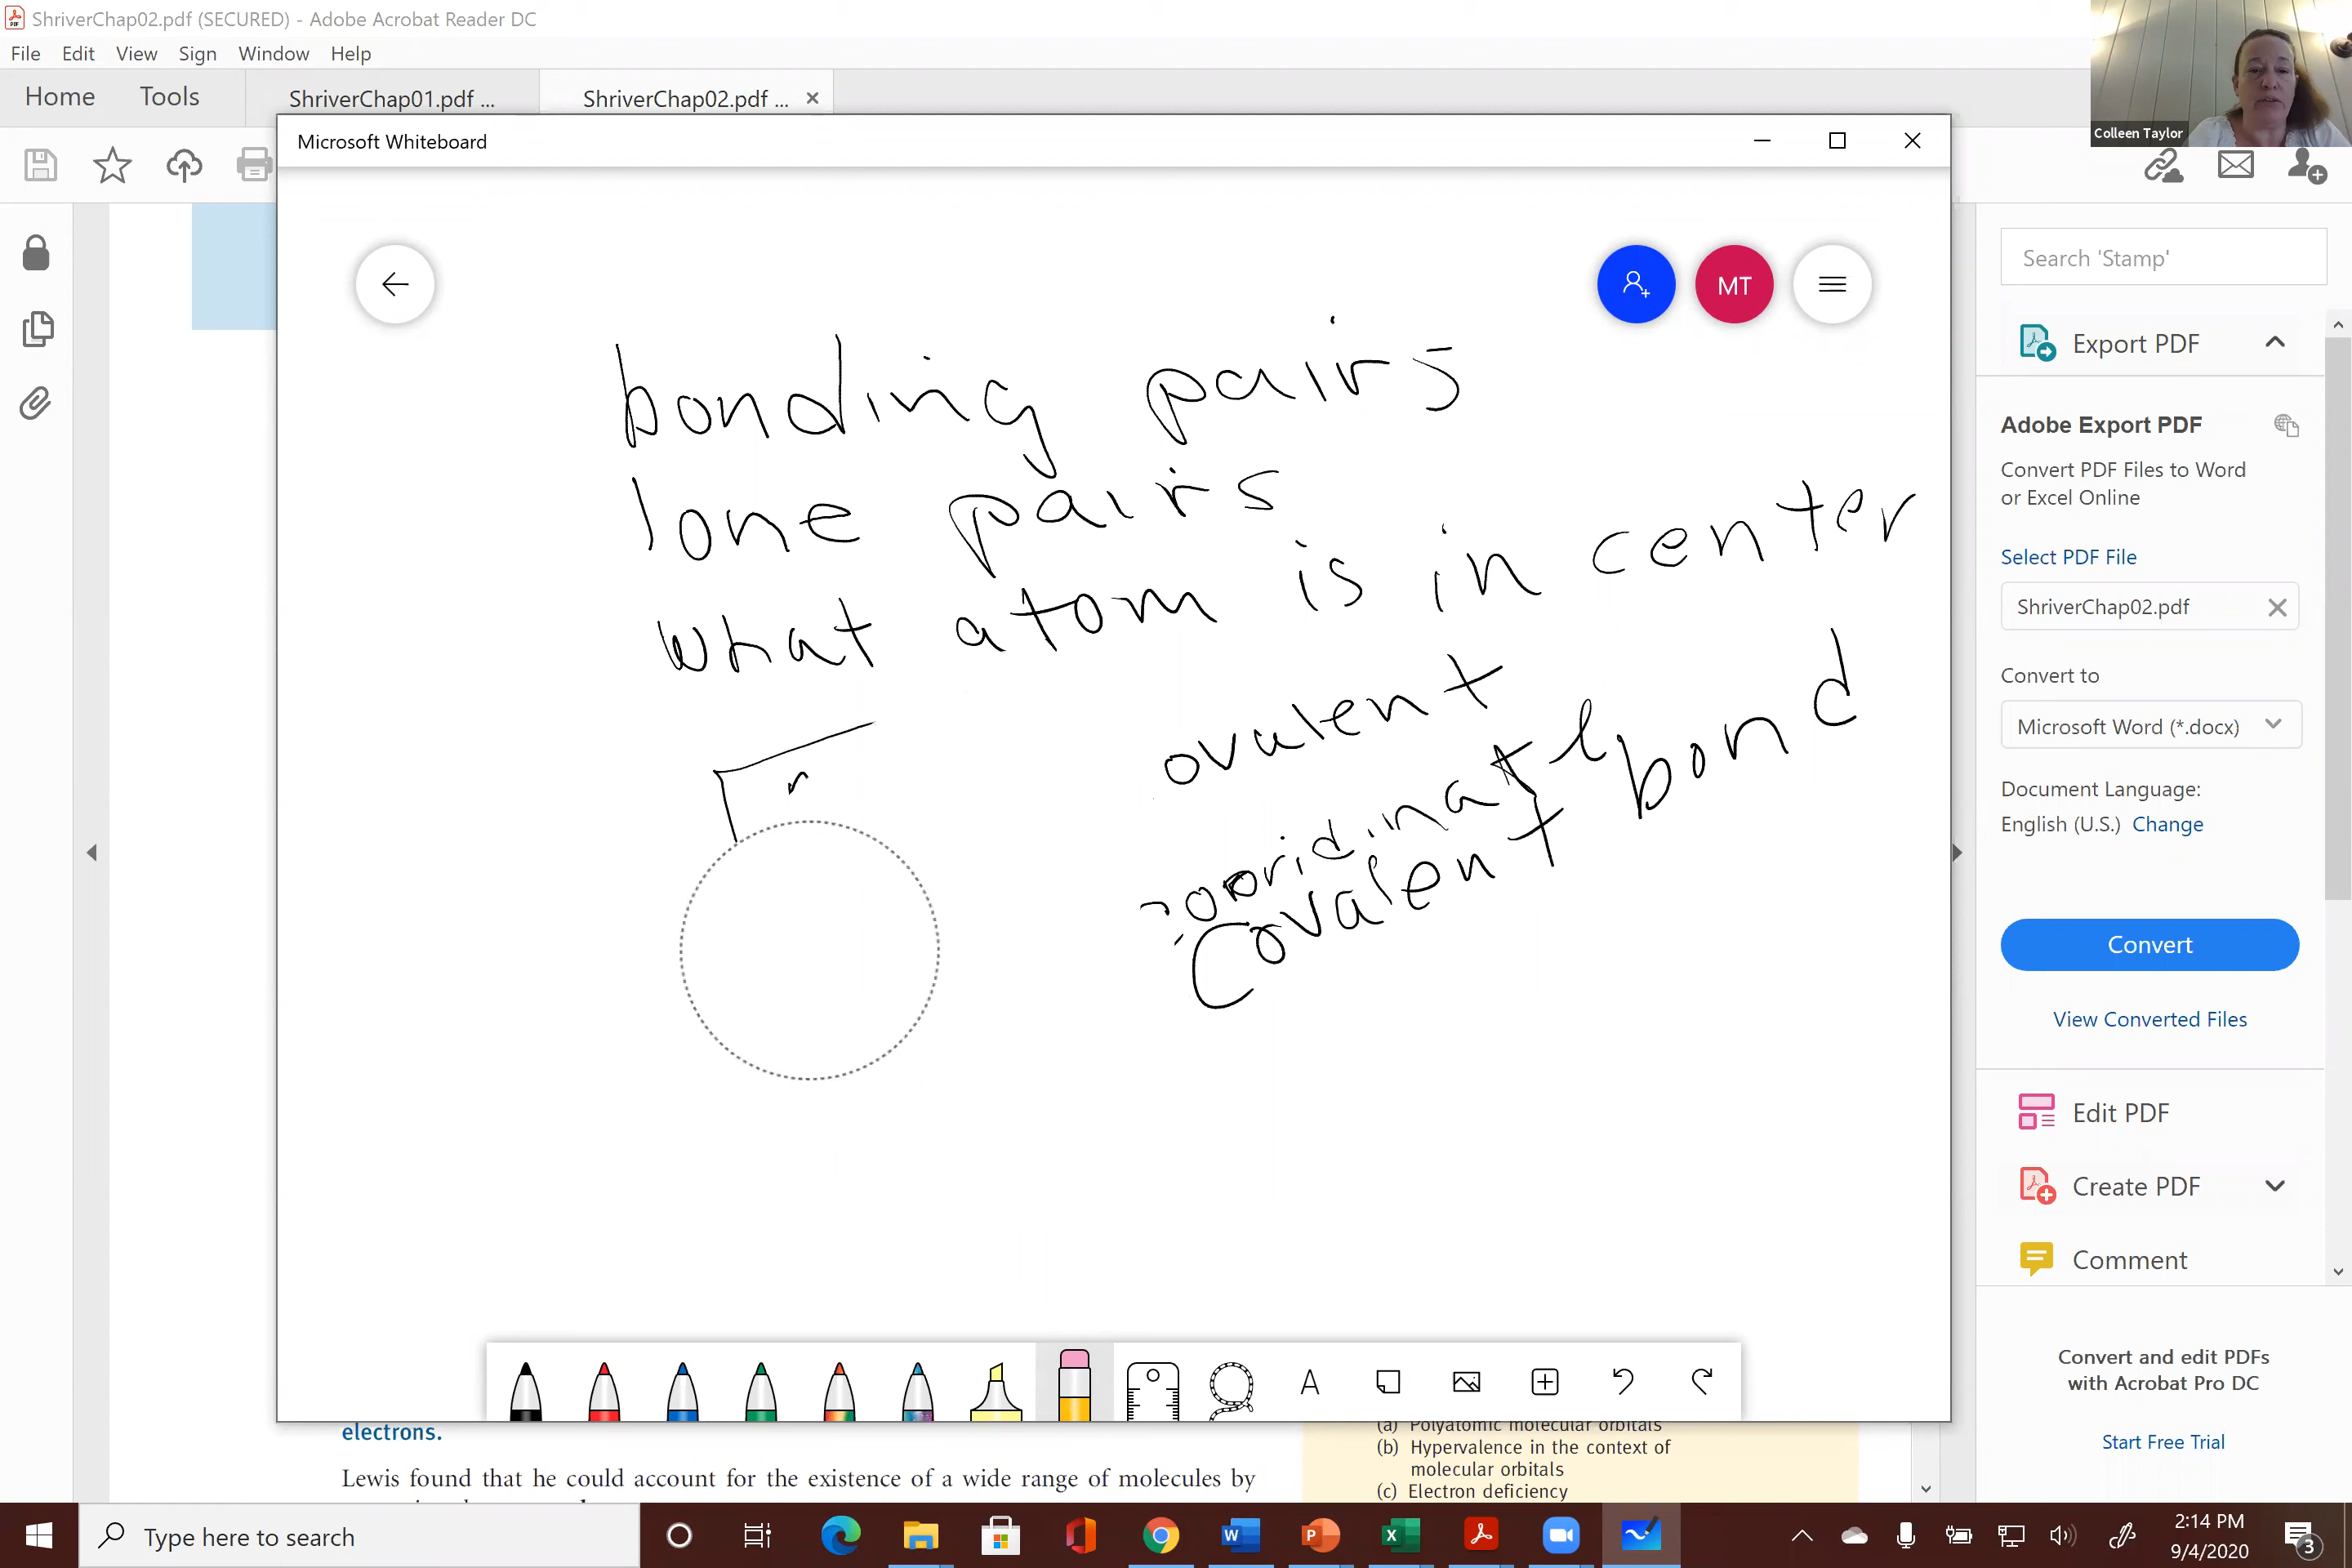 ShriverChap02.pdf (SECURED) - Adobe Acrobat Reader DC
File Edit View Sign Window Help
Home Tools ShriverChap01.pdf ... ShriverChap02.pdf ...
Colleen Taylor
Microsoft Whiteboard
MT
bonding pairs
lone pairs
what atom is in center
ovalent
bond
Covalent
Search 'Stamp'
Export PDF
Adobe Export PDF
Convert PDF Files to Word
or Excel Online
Select PDF File
ShriverChap02.pdf
Convert to
Microsoft Word (*.docx)
Document Language:
English (U.S.) Change
Convert
View Converted Files
Edit PDF
Create PDF
Comment
Convert and edit PDFs
with Acrobat Pro DC
Start Free Trial
A
electrons.
Lewis found that he could account for the existence of a wide range of molecules by
(a) Polyatomic molecular orbitals
(b) Hypervalence in the context of
molecular orbitals
(c) Electron deficiency
Type here to search
2:14 PM
9/4/2020
3